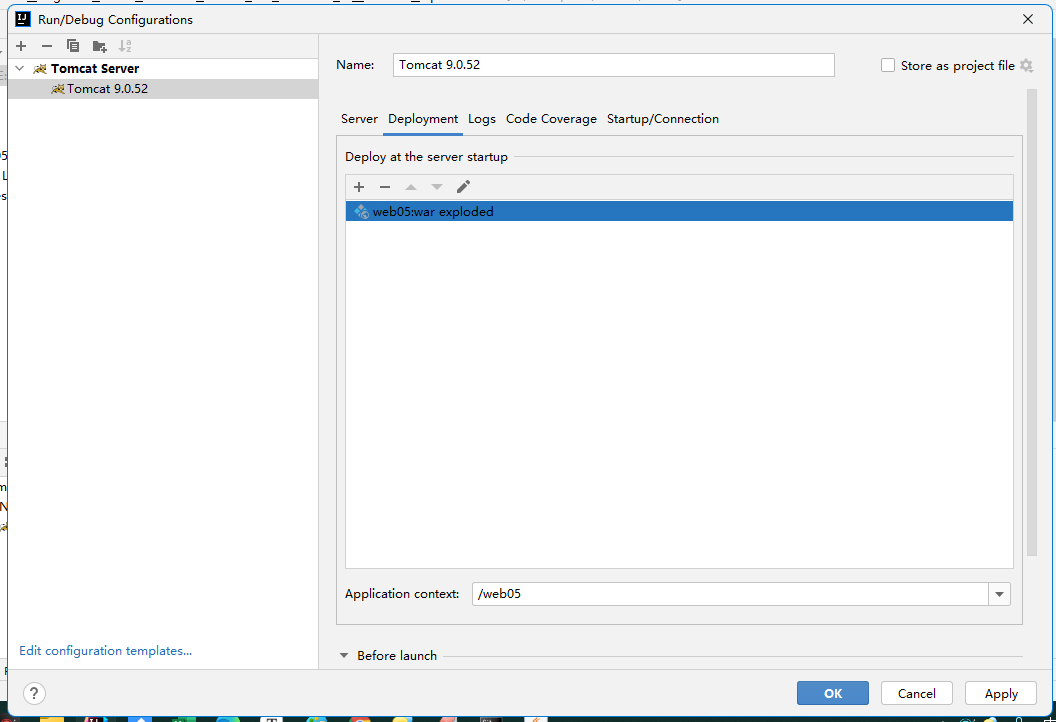 Run/Debug Configurations
Tomcat Server
Tomcat 9.0.52
Name: Tomcat 9.0.52
Store as project file
Server Deployment Logs Code Coverage Startup/Connection
Deploy at the server startup
web05:war exploded
Application context: /web05
Before launch
Edit configuration templates...
? OK Cancel Apply